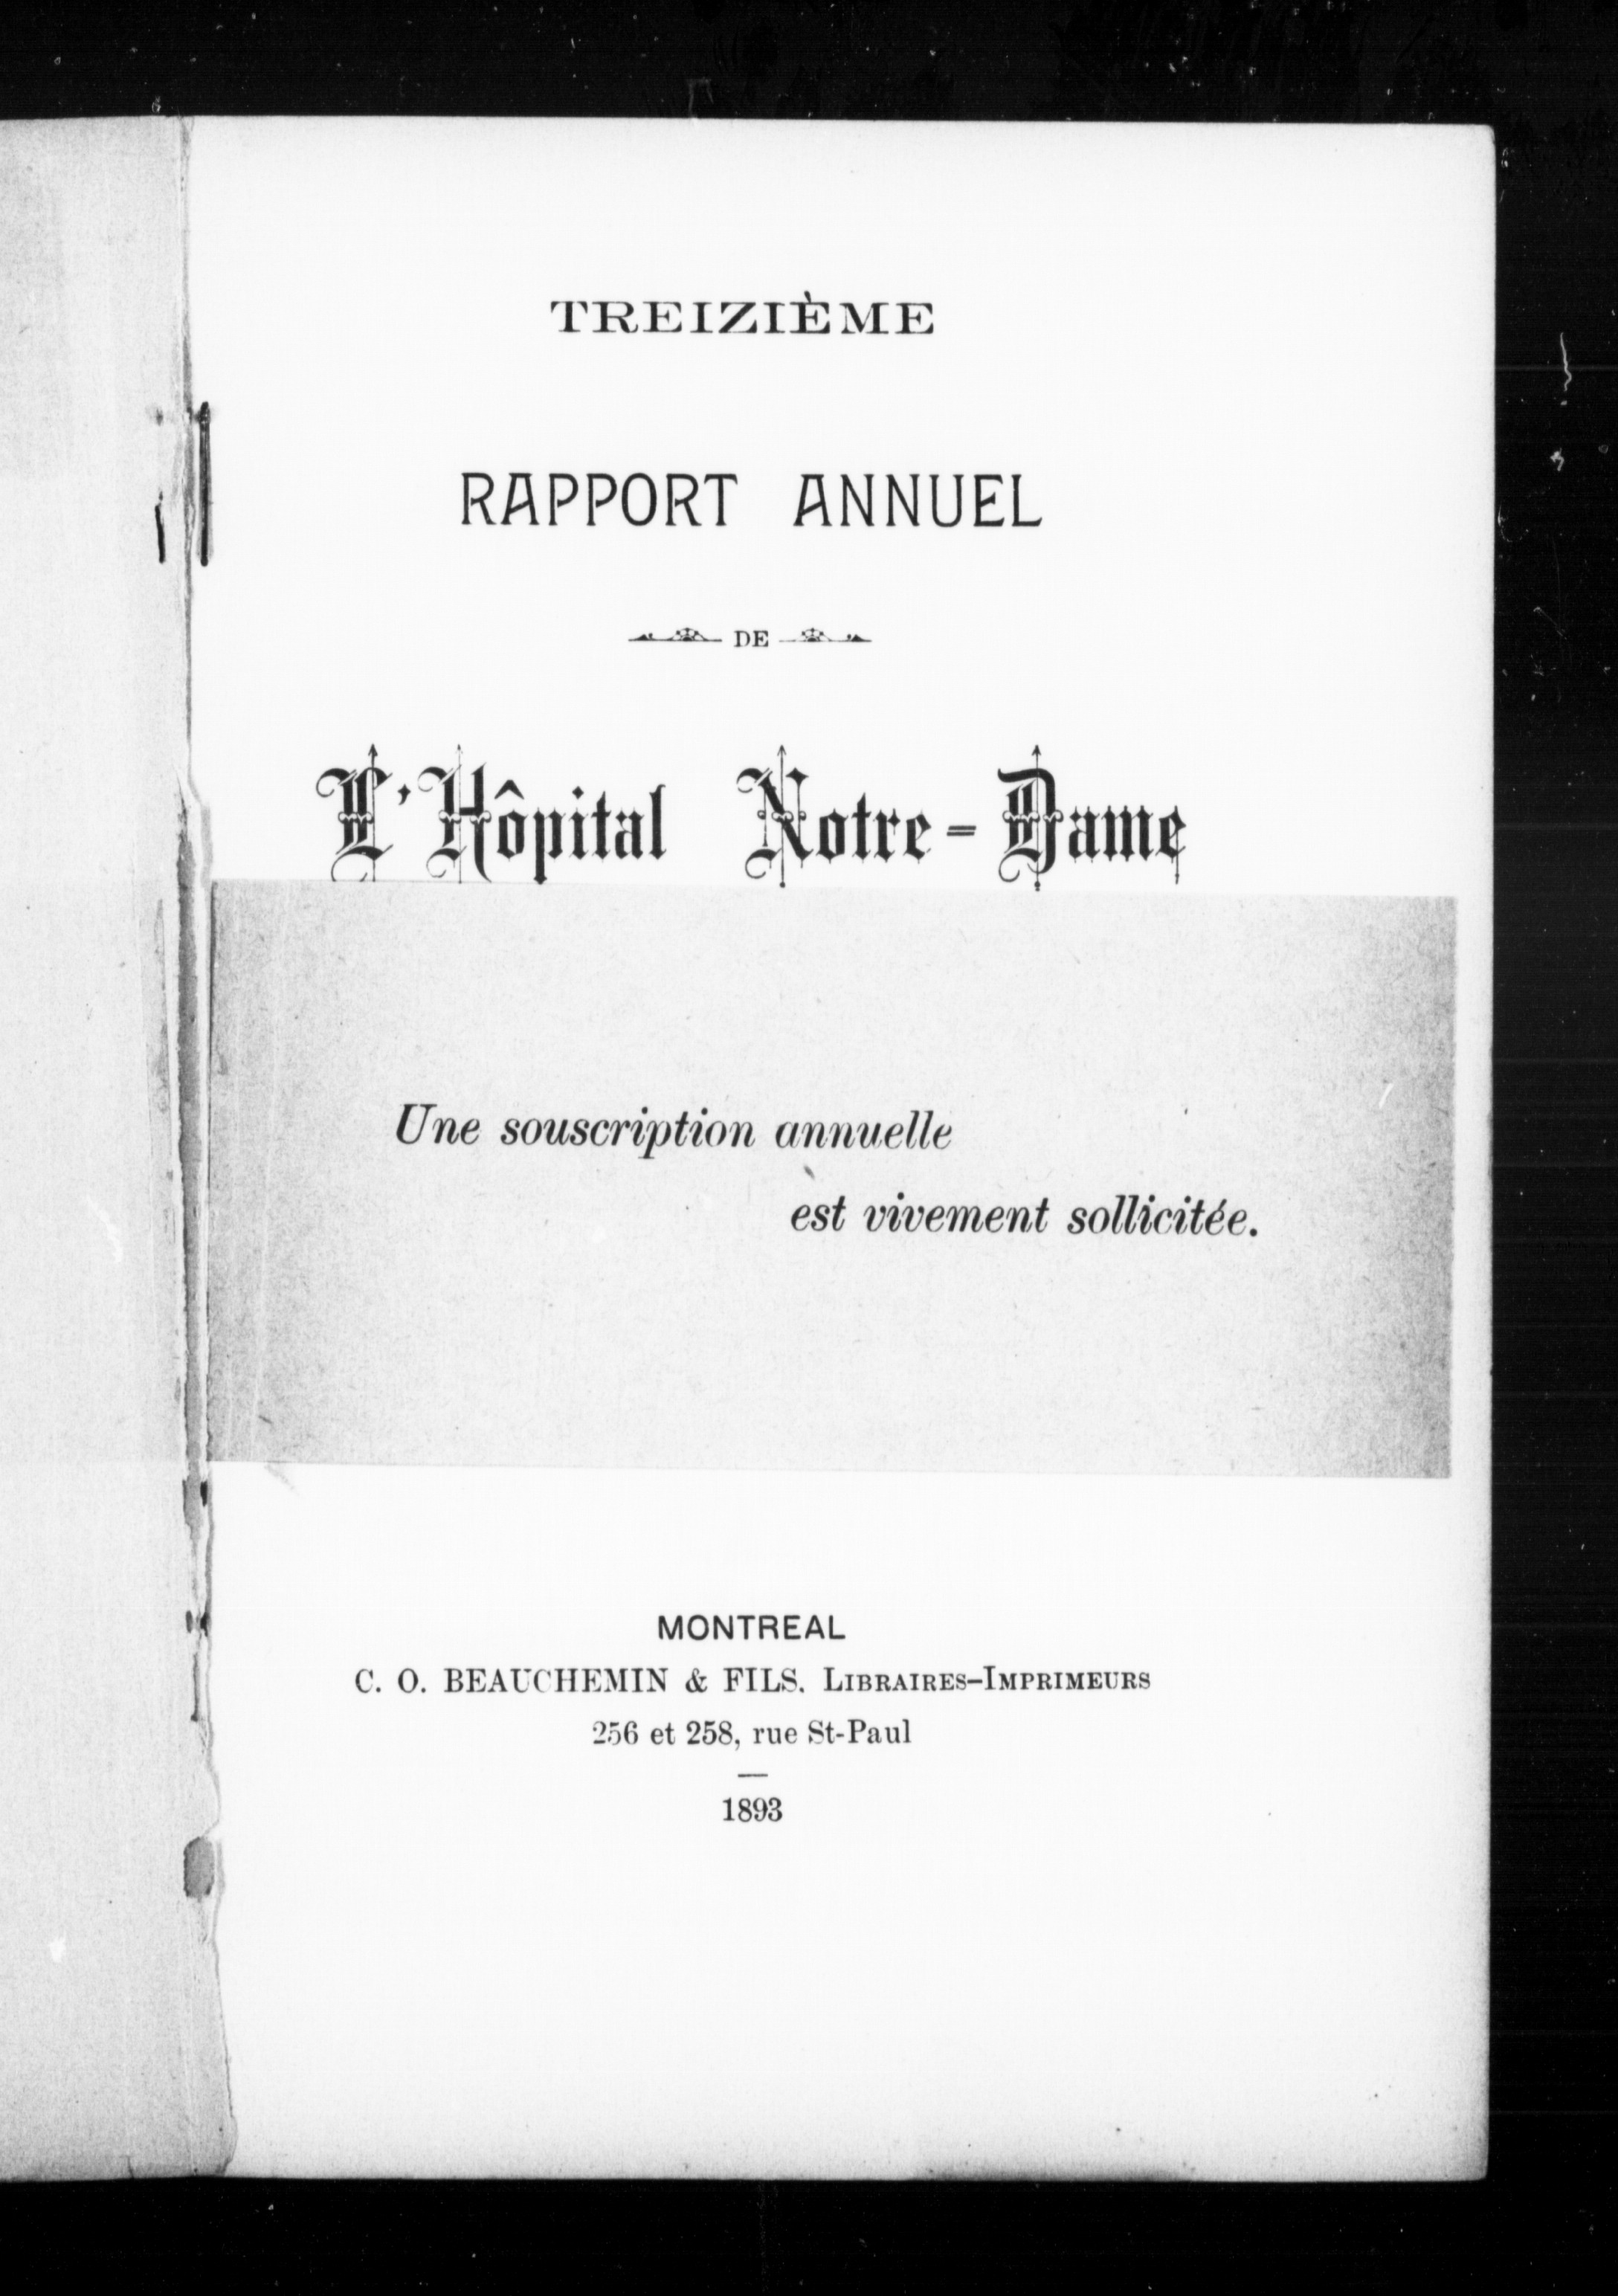 TREIZIÈME
RAPPORT ANNUEL
DE
L'Hôpital Notre-Dame
Une souscription annuelle
est vivement sollicitée.
MONTREAL
C. O. BEAUCHEMIN & FILS. LIBRAIRES-IMPRIMEURS
256 et 258, rue St-Paul
1893